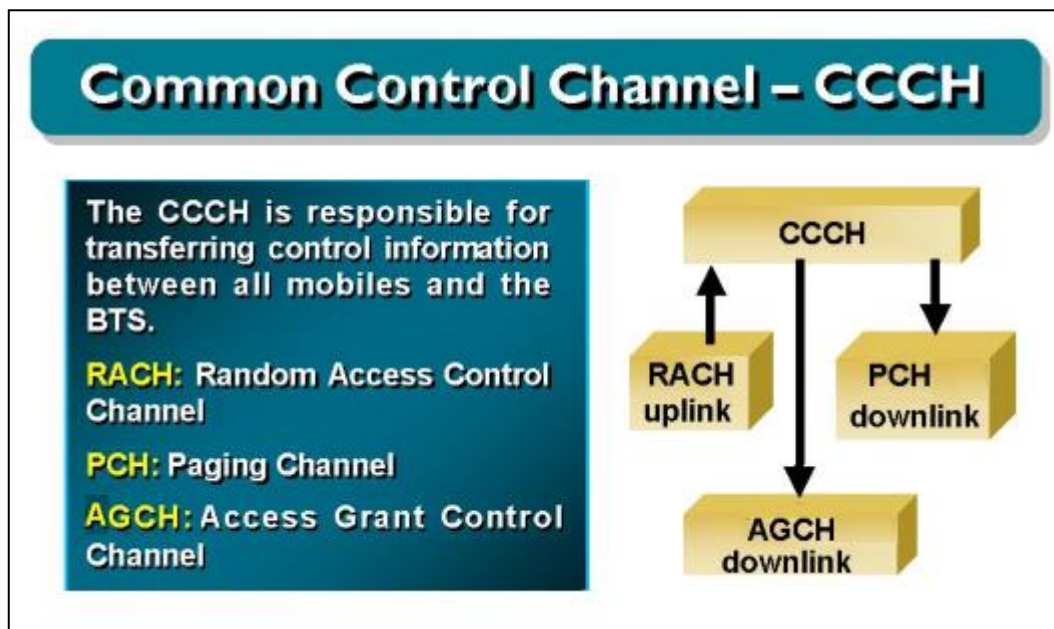 Common Control Channel – CCCH
The CCCH is responsible for
transferring control information
between all mobiles and the
BTS.
RACH: Random Access Control
Channel
PCH: Paging Channel
AGCH: Access Grant Control
Channel
CCCH
RACH
uplink
PCH
downlink
AGCH
downlink